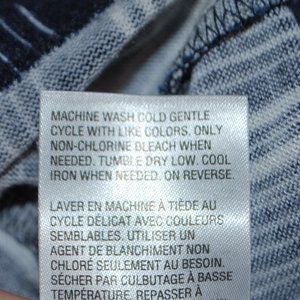 MACHINE WASH COLD GENTLE
CYCLE WITH LIKE COLORS. ONLY
NON-CHLORINE BLEACH WHEN
NEEDED. TUMBLE DRY LOW. COOL
IRON WHEN NEEDED. ON REVERSE.
LAVER EN MACHINE À TIÈDE AU
CYCLE DÉLICAT AVEC COULEURS
SEMBLABLES. UTILISER UN
AGENT DE BLANCHIMENT NON
CHLORÉ SEULEMENT AU BESOIN.
SÉCHER PAR CULBUTAGE À BASSE
TEMPÉRATURE. REPASSER À